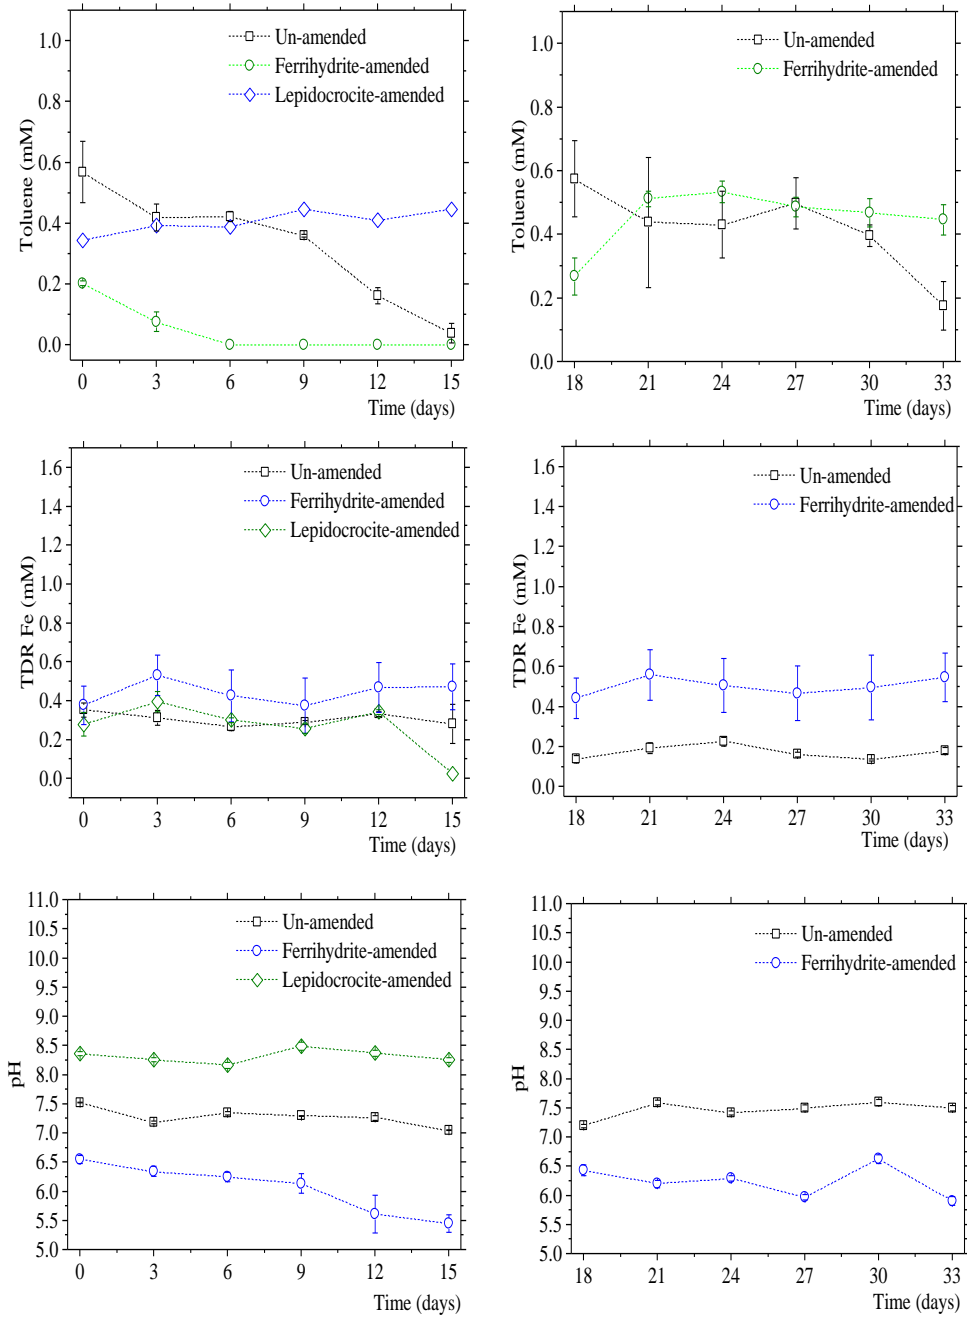 1.0
0.8
0.6
0.4
0.2
0.0
Toluene (mM)
Un-amended
Ferrihydrite-amended
Lepidocrocite-amended
0 3 6 9 12 15
Time (days)
1.0
0.8
0.6
0.4
0.2
0.0
Toluene (mM)
Un-amended
Ferrihydrite-amended
18 21 24 27 30 33
Time (days)
1.6
1.4
1.2
1.0
0.8
0.6
0.4
0.2
0.0
TDR Fe (mM)
Un-amended
Ferrihydrite-amended
Lepidocrocite-amended
0 3 6 9 12 15
Time (days)
1.6
1.4
1.2
1.0
0.8
0.6
0.4
0.2
0.0
TDR Fe (mM)
Un-amended
Ferrihydrite-amended
18 21 24 27 30 33
Time (days)
11.0
10.5
10.0
9.5
9.0
8.5
8.0
7.5
7.0
6.5
6.0
5.5
5.0
pH
Un-amended
Ferrihydrite-amended
Lepidocrocite-amended
0 3 6 9 12 15
Time (days)
11.0
10.5
10.0
9.5
9.0
8.5
8.0
7.5
7.0
6.5
6.0
5.5
5.0
pH
Un-amended
Ferrihydrite-amended
18 21 24 27 30 33
Time (days)